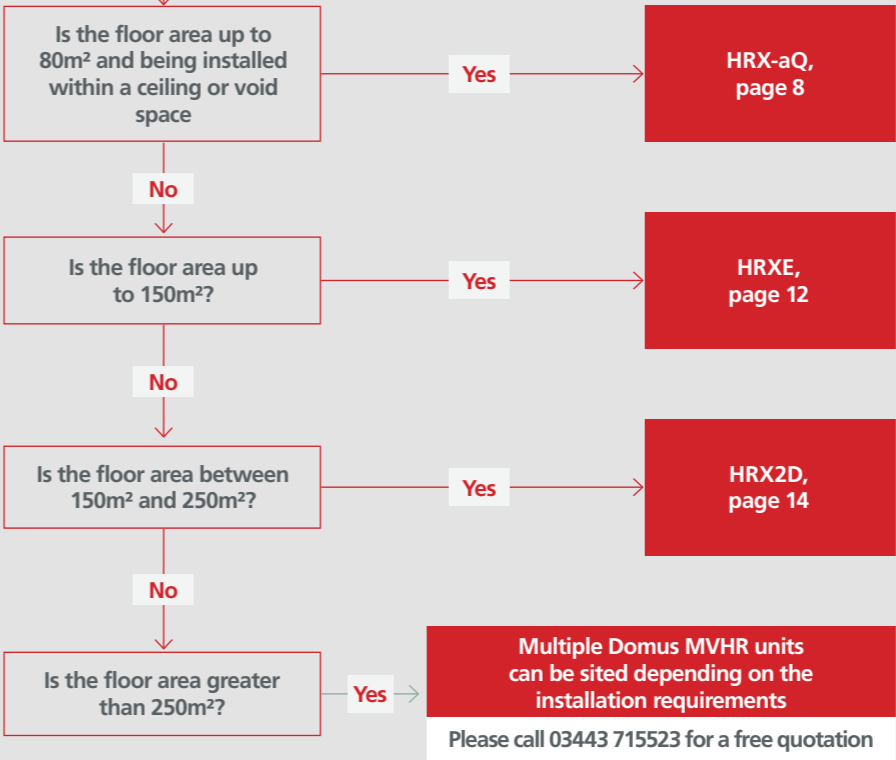 Is the floor area up to
80m² and being installed
within a ceiling or void
space
Yes
HRX-aQ,
page 8
No
Is the floor area up
to 150m²?
Yes
HRXE,
page 12
No
Is the floor area between
150m² and 250m²?
Yes
HRX2D,
page 14
No
Is the floor area greater
than 250m²?
Yes
Multiple Domus MVHR units
can be sited depending on the
installation requirements
Please call 03443 715523 for a free quotation